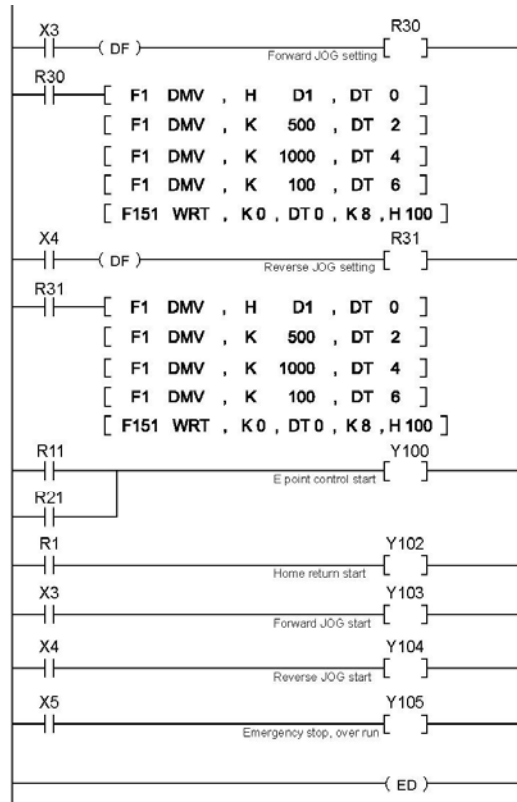 X3 R30
( DF ) Forward JOG setting [ ]
R30
[ F1 DMV , H D1 , DT 0 ]
[ F1 DMV , K 500 , DT 2 ]
[ F1 DMV , K 1000 , DT 4 ]
[ F1 DMV , K 100 , DT 6 ]
[ F151 WRT , K0 , DT0 , K8 , H100 ]
X4 R31
( DF ) Reverse JOG setting [ ]
R31
[ F1 DMV , H D1 , DT 0 ]
[ F1 DMV , K 500 , DT 2 ]
[ F1 DMV , K 1000 , DT 4 ]
[ F1 DMV , K 100 , DT 6 ]
[ F151 WRT , K0 , DT0 , K8 , H100 ]
R11 Y100
E point control start [ ]
R21
R1 Y102
Home return start [ ]
X3 Y103
Forward JOG start [ ]
X4 Y104
Reverse JOG start [ ]
X5 Y105
Emergency stop, over run [ ]
( ED )